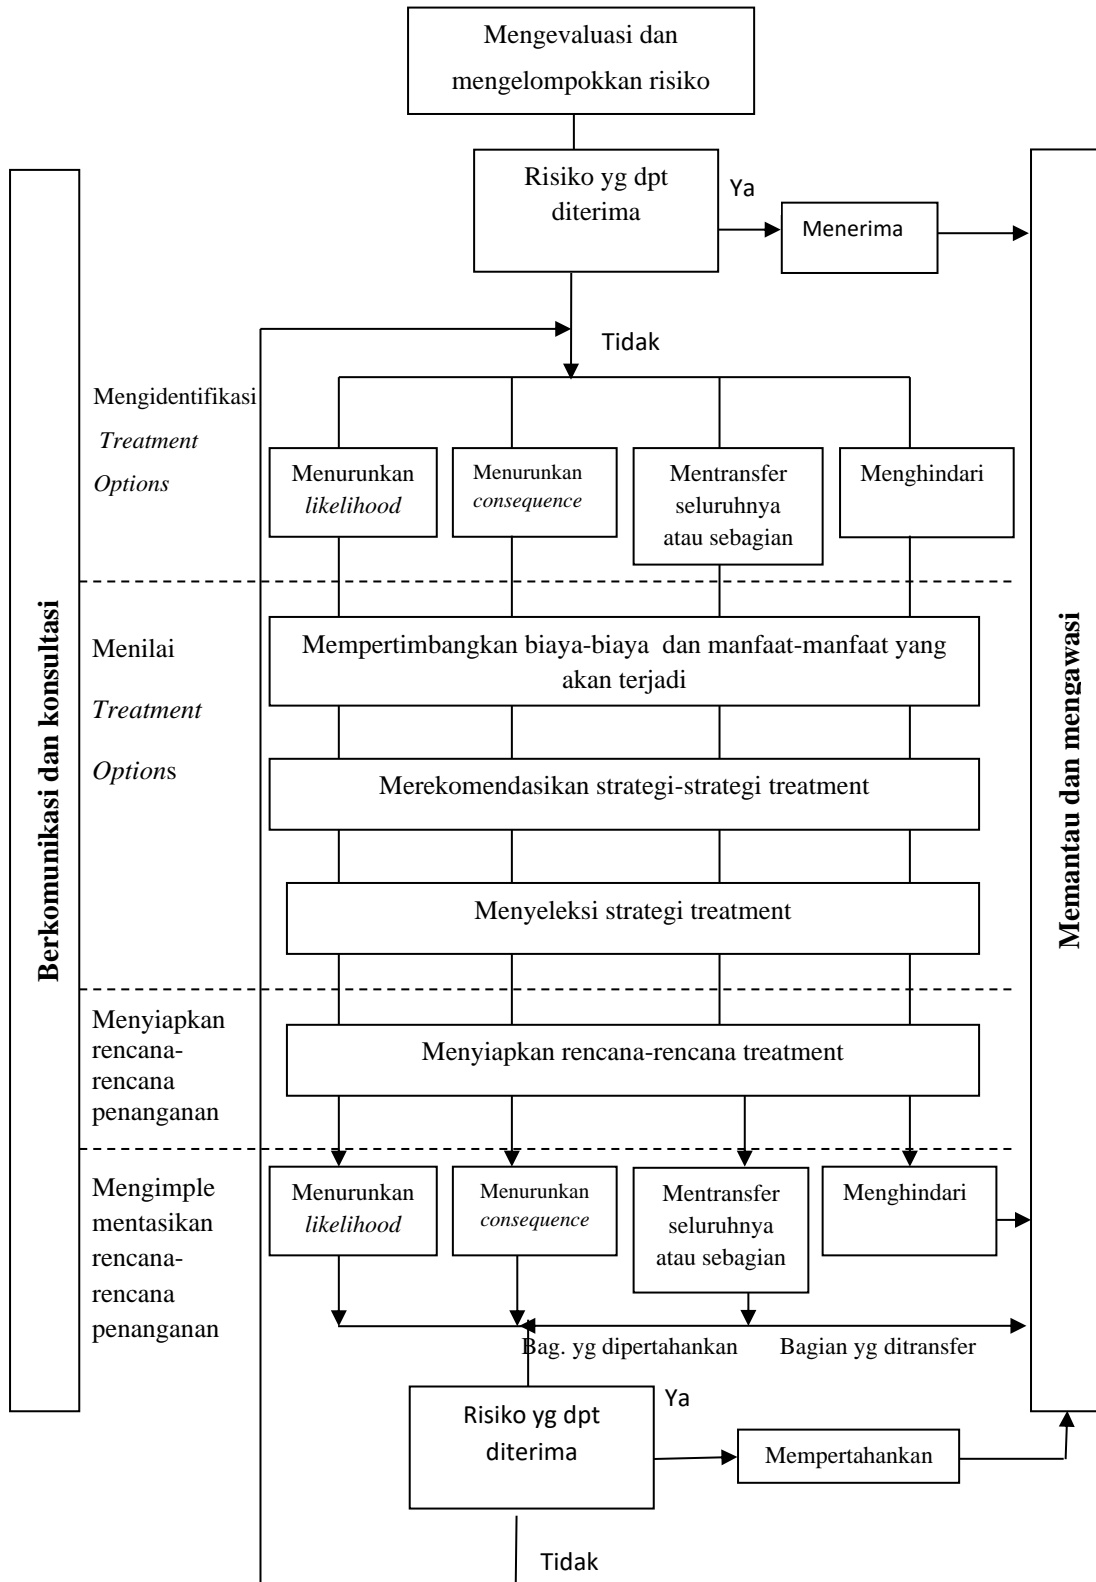 Mengevaluasi dan
mengelompokkan risiko
Risiko yg dpt
diterima
Ya
Menerima
Tidak
Berkomunikasi dan konsultasi
Memantau dan mengawasi
Mengidentifikasi
Treatment
Options
Menurunkan
likelihood
Menurunkan
consequence
Mentransfer
seluruhnya
atau sebagian
Menghindari
Menilai
Treatment
Options
Mempertimbangkan biaya-biaya dan manfaat-manfaat yang
akan terjadi
Merekomendasikan strategi-strategi treatment
Menyeleksi strategi treatment
Menyiapkan
rencana-
rencana
penanganan
Menyiapkan rencana-rencana treatment
Mengimple
mentasikan
rencana-
rencana
penanganan
Menurunkan
likelihood
Menurunkan
consequence
Mentransfer
seluruhnya
atau sebagian
Menghindari
Bag. yg dipertahankan
Bagian yg ditransfer
Risiko yg dpt
diterima
Ya
Mempertahankan
Tidak